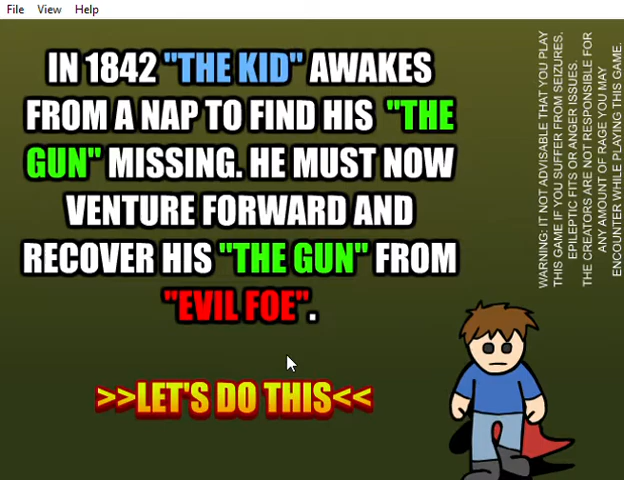 File View Help
IN 1842 "THE KID" AWAKES
FROM A NAP TO FIND HIS "THE
GUN" MISSING. HE MUST NOW
VENTURE FORWARD AND
RECOVER HIS "THE GUN" FROM
"EVIL FOE".
>>LET'S DO THIS<<
WARNING: IT NOT ADVISABLE THAT YOU PLAY
THIS GAME IF YOU SUFFER FROM SEIZURES,
EPILEPTIC FITS OR ANGER ISSUES.
THE CREATORS ARE NOT RESPONSIBLE FOR
ANY AMOUNT OF RAGE YOU MAY
ENCOUNTER WHILE PLAYING THIS GAME.